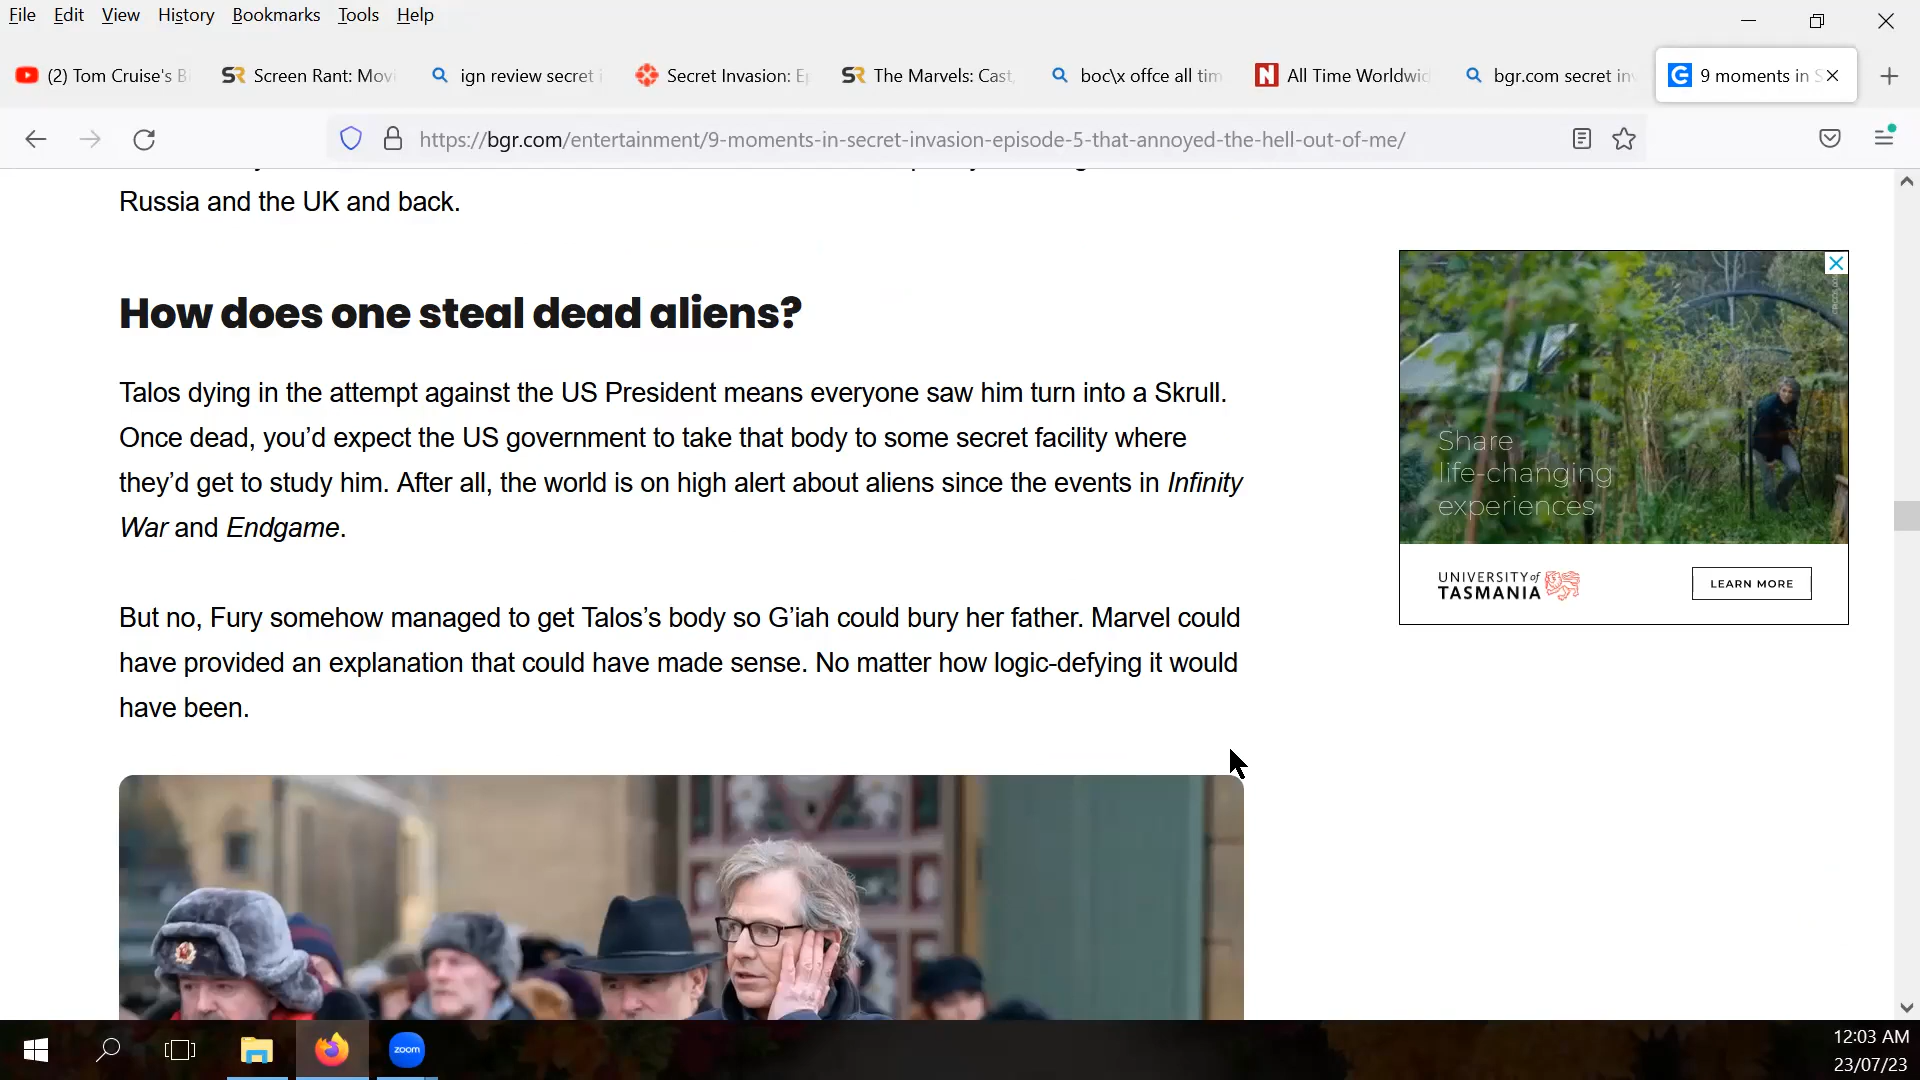 File Edit View History Bookmarks Tools Help
(2) Tom Cruise's B
Screen Rant: Movi
ign review secret i
Secret Invasion: Ep
The Marvels: Cast,
boc\x offce all tim
All Time Worldwid
bgr.com secret inv
9 moments in S
https://bgr.com/entertainment/9-moments-in-secret-invasion-episode-5-that-annoyed-the-hell-out-of-me/
Russia and the UK and back.
How does one steal dead aliens?
Talos dying in the attempt against the US President means everyone saw him turn into a Skrull.
Once dead, you’d expect the US government to take that body to some secret facility where
they’d get to study him. After all, the world is on high alert about aliens since the events in Infinity
War and Endgame.
But no, Fury somehow managed to get Talos’s body so G’iah could bury her father. Marvel could
have provided an explanation that could have made sense. No matter how logic-defying it would
have been.
Share
life-changing
experiences
UNIVERSITY of
TASMANIA
LEARN MORE
zoom
12:03 AM
23/07/23